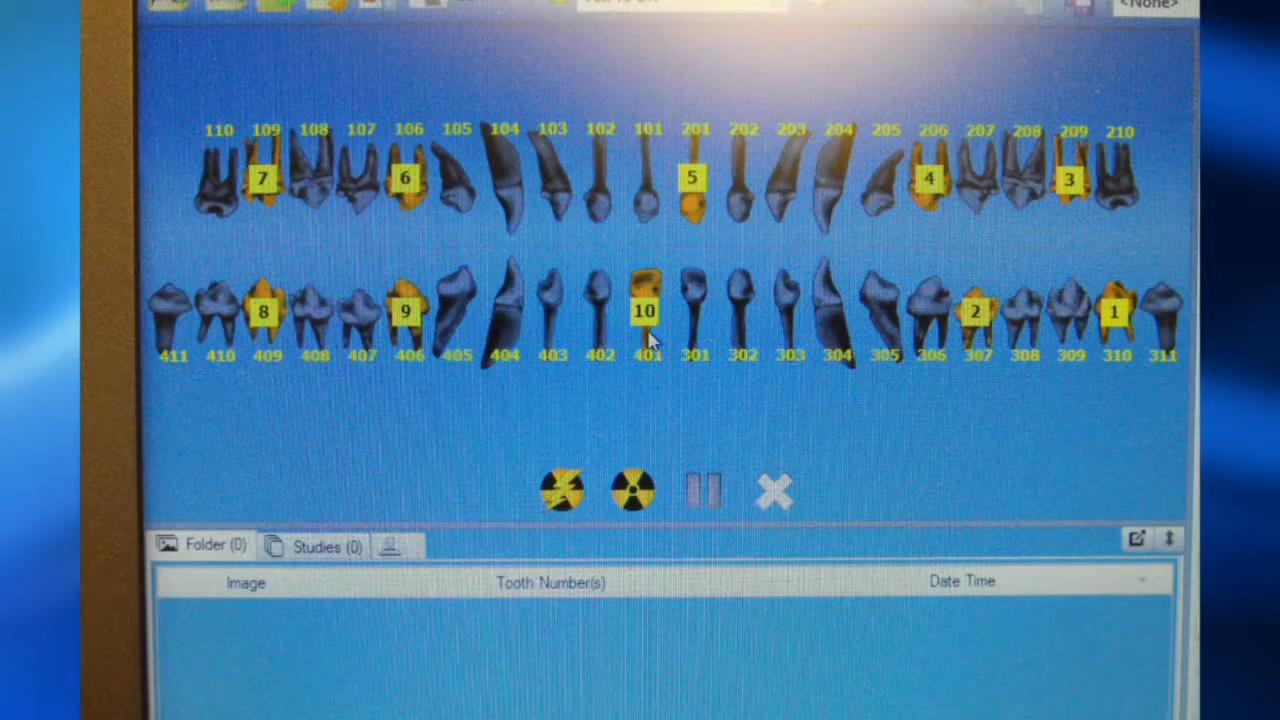 <None>
110 109 108 107 106 105 104 103 102 101 201 202 203 204 205 206 207 208 209 210
7 6 5 4 3
8 9 10 2 1
411 410 409 408 407 406 405 404 403 402 401 301 302 303 304 305 306 307 308 309 310 311
Folder (0) Studies (0)
Image Tooth Number(s) Date Time